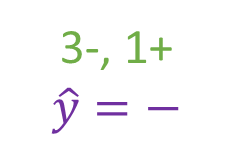 3-, 1+
ŷ = −